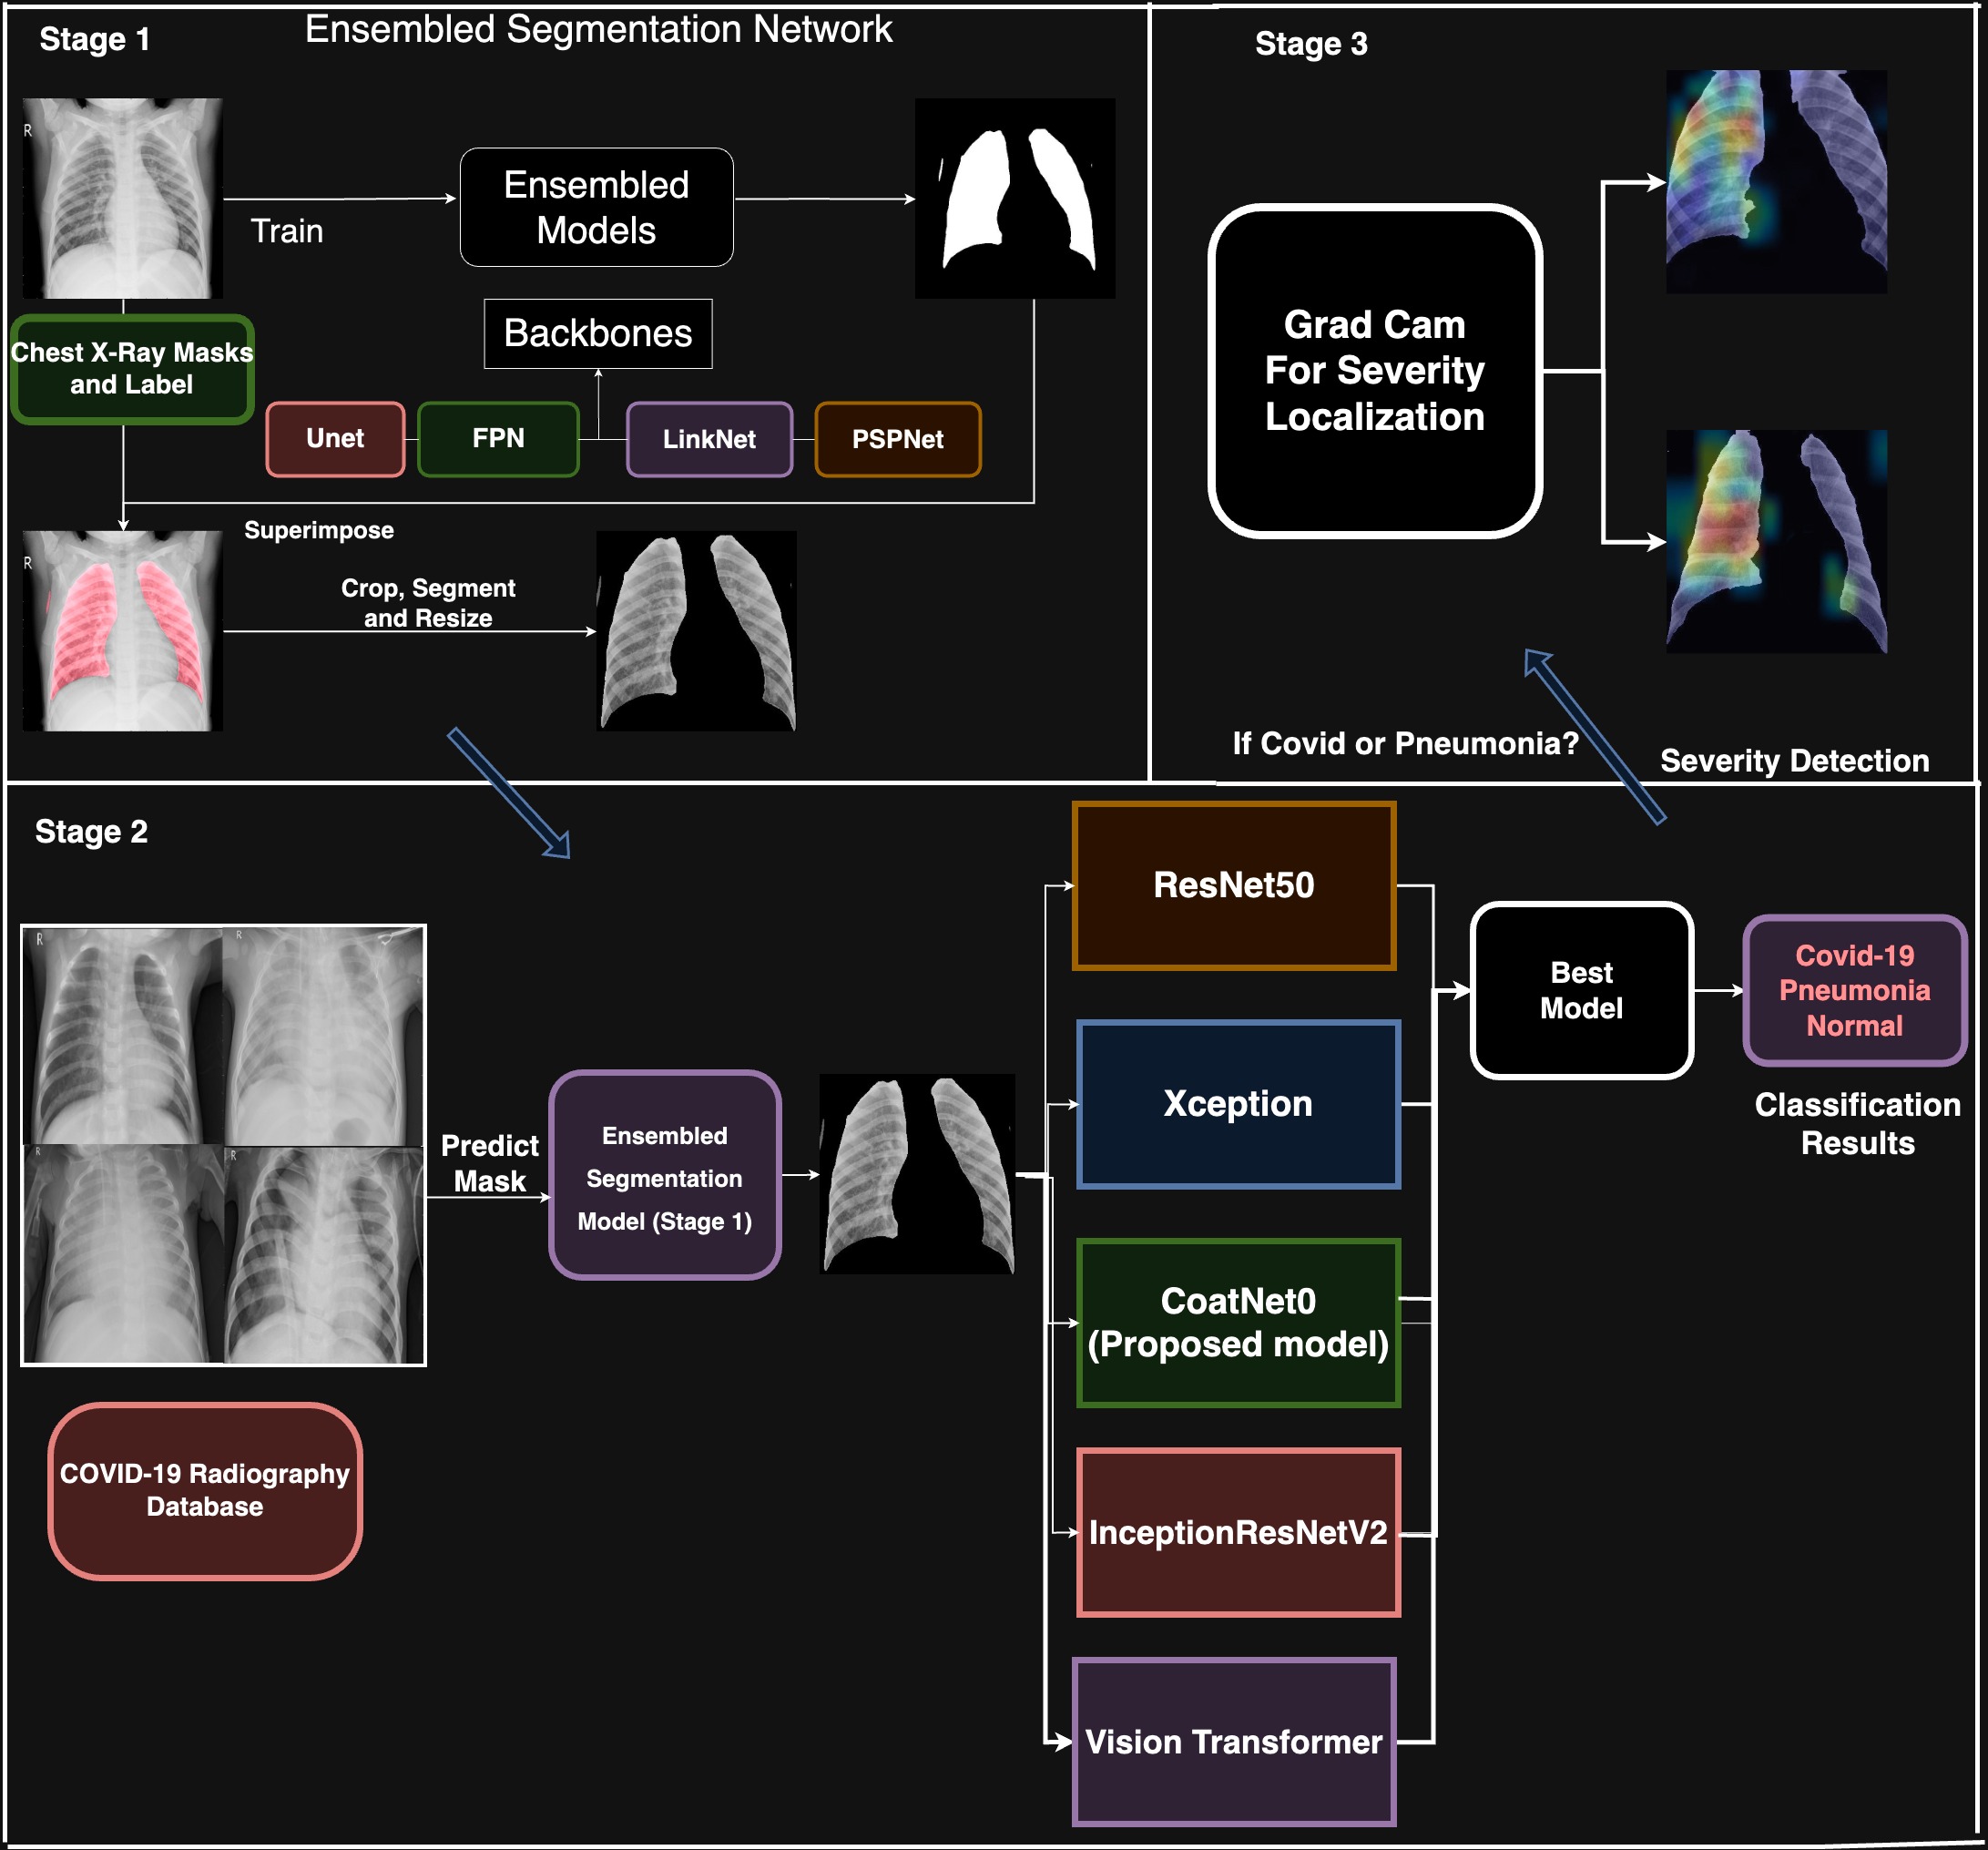 Stage 1
Ensembled Segmentation Network
R
Train
Ensembled
Models
Chest X-Ray Masks
and Label
Backbones
Unet
FPN
LinkNet
PSPNet
Superimpose
R
Crop, Segment
and Resize
Stage 3
Grad Cam
For Severity
Localization
If Covid or Pneumonia?
Severity Detection
Stage 2
R
R
R
R
Predict
Mask
Ensembled
Segmentation
Model (Stage 1)
COVID-19 Radiography
Database
ResNet50
Xception
CoatNet0
(Proposed model)
InceptionResNetV2
Vision Transformer
Best
Model
Covid-19
Pneumonia
Normal
Classification
Results